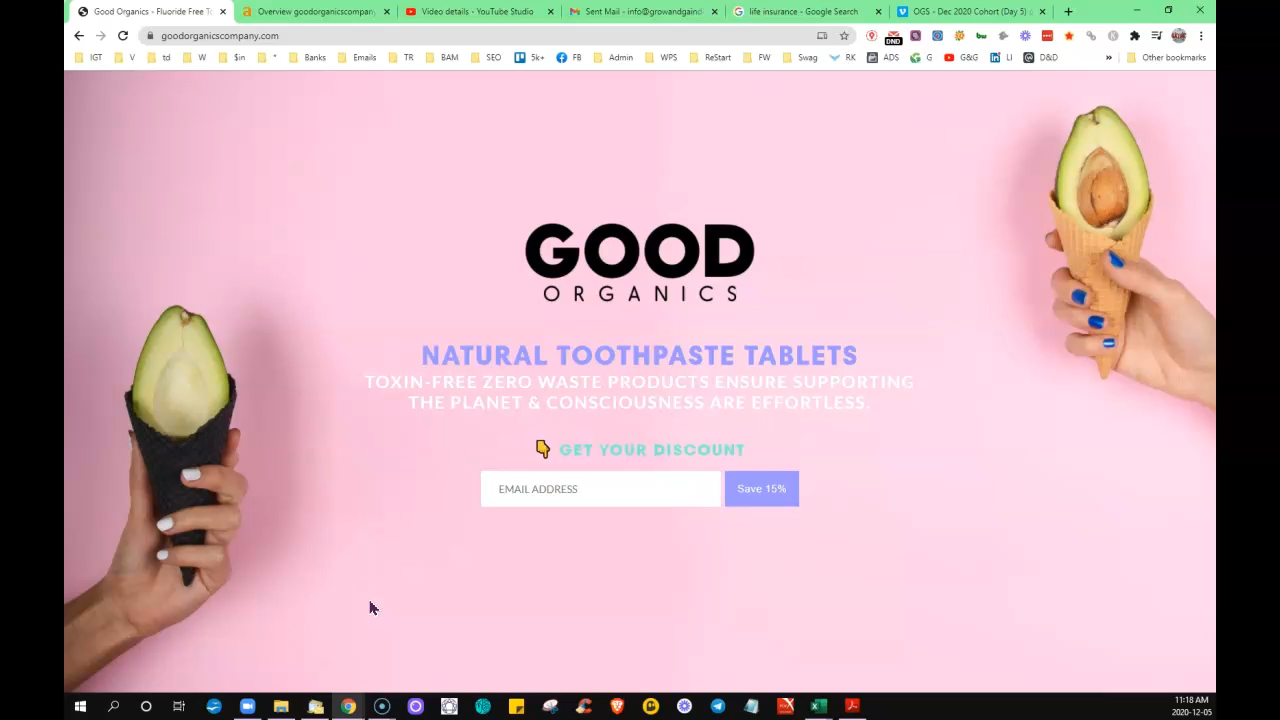 Good Organics - Fluoride Free T
Overview goodorganicscompany
Video details - YouTube Studio
Sent Mail - info@growandgaind
life insurance - Google Search
OGS - Dec 2020 Cohort (Day 5)
goodorganicscompany.com
DND
IGT
V
td
W
$in
*
Banks
Emails
TR
BAM
SEO
5k+
FB
Admin
WPS
ReStart
FW
Swag
RK
ADS
G
G&G
LI
D&D
»
Other bookmarks
GOOD
ORGANICS
NATURAL TOOTHPASTE TABLETS
TOXIN-FREE ZERO WASTE PRODUCTS ENSURE SUPPORTING
THE PLANET & CONSCIOUSNESS ARE EFFORTLESS.
GET YOUR DISCOUNT
EMAIL ADDRESS
Save 15%
11:18 AM
2020-12-05